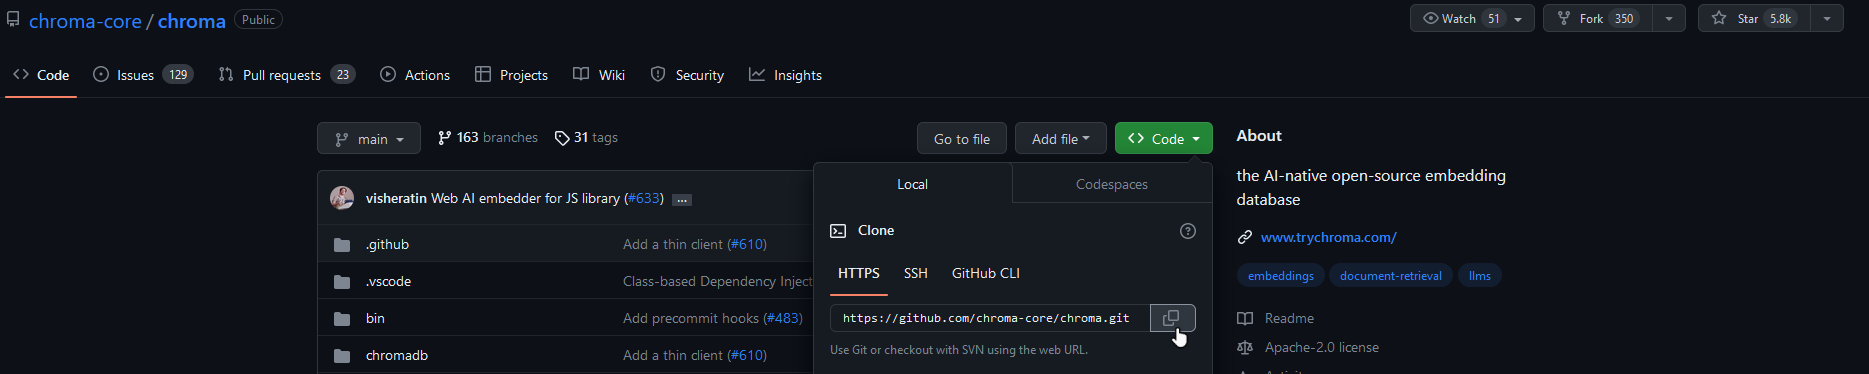 chroma-core / chroma Public
Watch 51 Fork 350 Star 5.8k
Code Issues 129 Pull requests 23 Actions Projects Wiki Security Insights
main 163 branches 31 tags Go to file Add file Code
visheratin Web AI embedder for JS library (#633) ...
.github Add a thin client (#610)
.vscode Class-based Dependency Inject
bin Add precommit hooks (#483)
chromadb Add a thin client (#610)
Local Codespaces
Clone
HTTPS SSH GitHub CLI
https://github.com/chroma-core/chroma.git
Use Git or checkout with SVN using the web URL.
About
the AI-native open-source embedding
database
www.trychroma.com/
embeddings document-retrieval llms
Readme
Apache-2.0 license